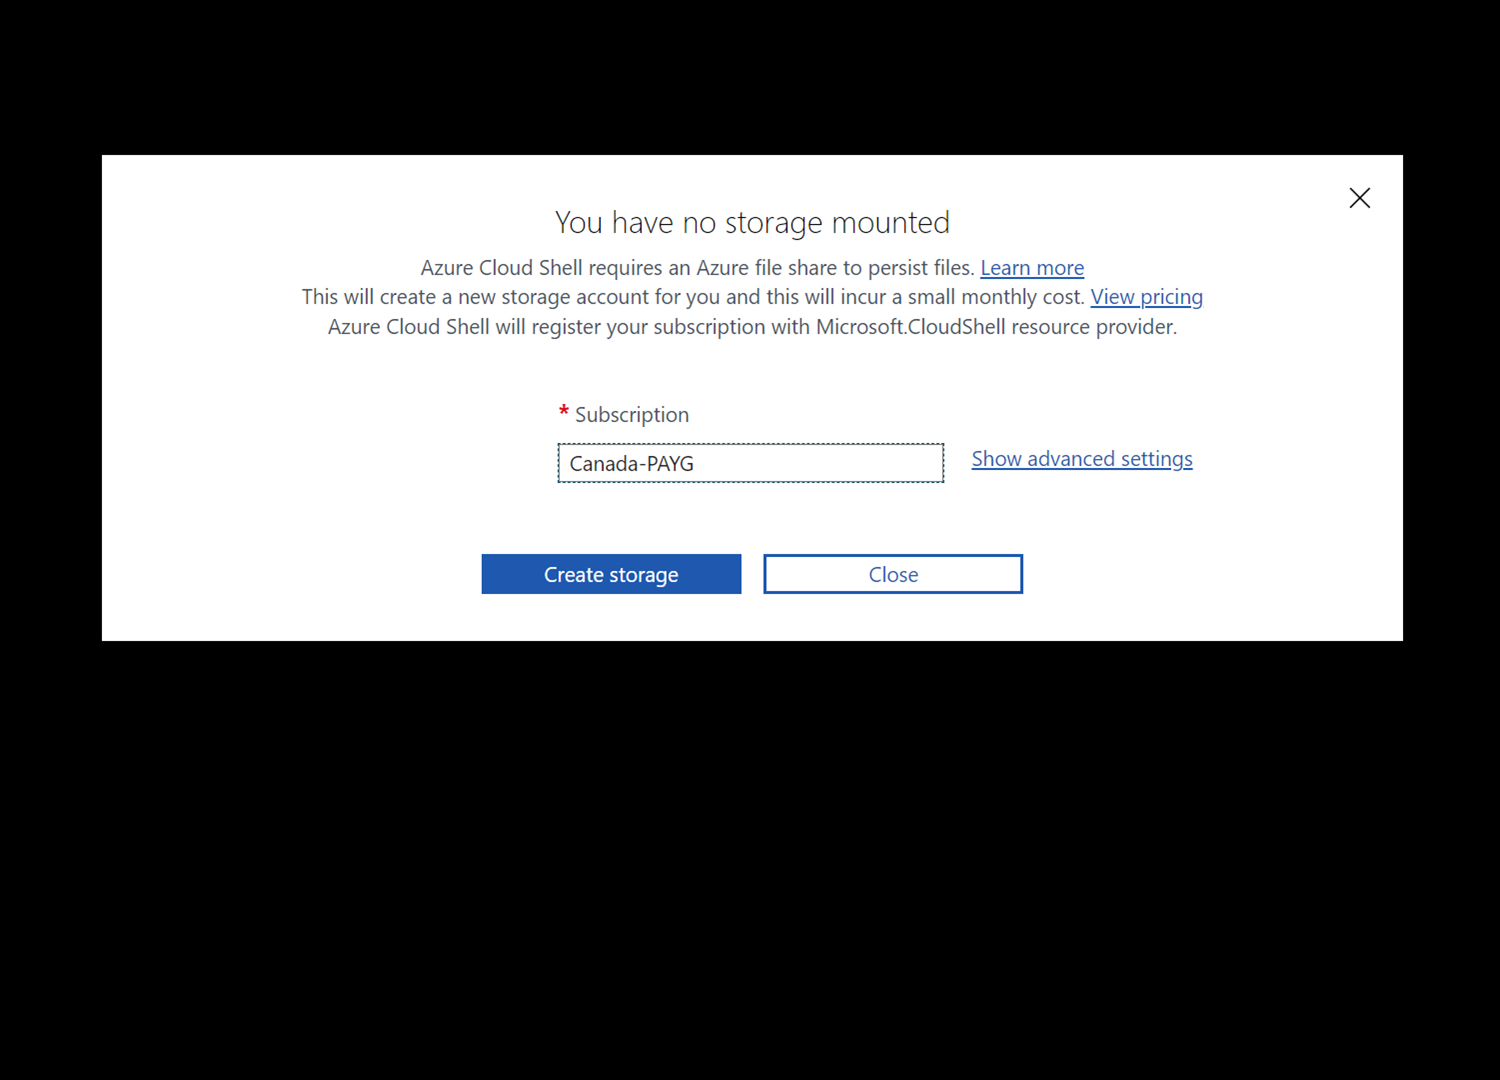 You have no storage mounted
Azure Cloud Shell requires an Azure file share to persist files. Learn more
This will create a new storage account for you and this will incur a small monthly cost. View pricing
Azure Cloud Shell will register your subscription with Microsoft.CloudShell resource provider.
* Subscription
Canada-PAYG
Show advanced settings
Create storage
Close